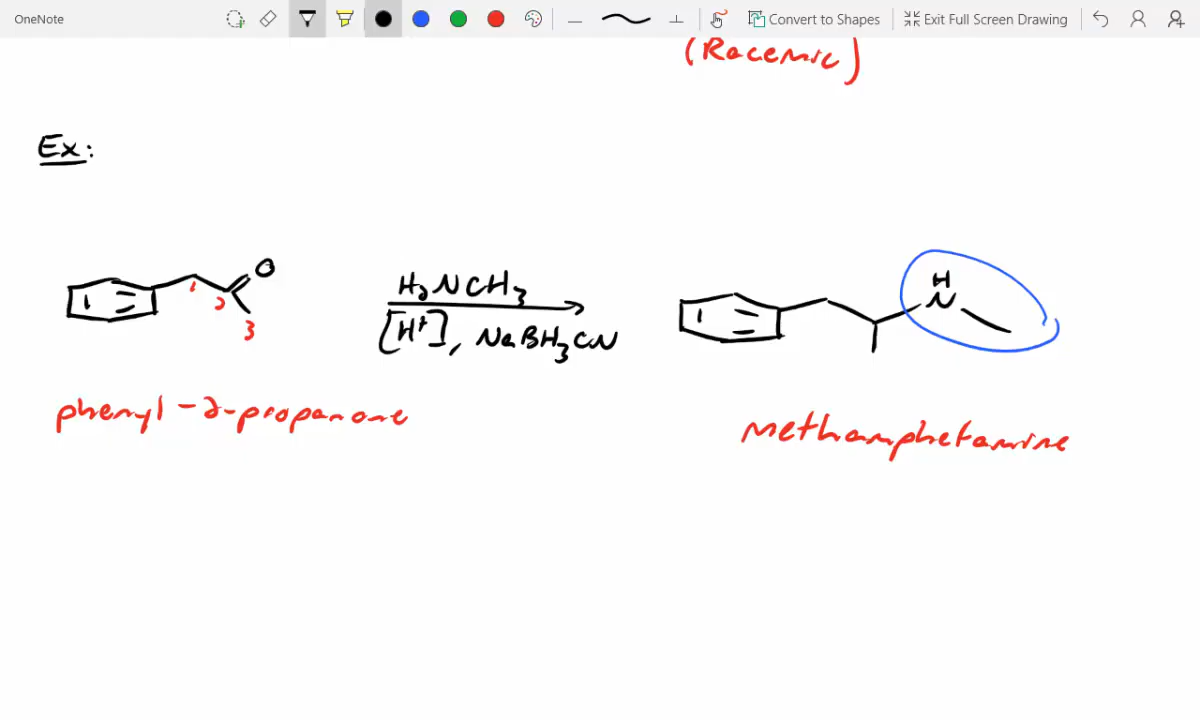 OneNote
Convert to Shapes
Exit Full Screen Drawing
(Racemic)
Ex:
O
1
2
3
H2NCH3
[H+], NaBH3CN
H
N
phenyl-2-propanone
methamphetamine